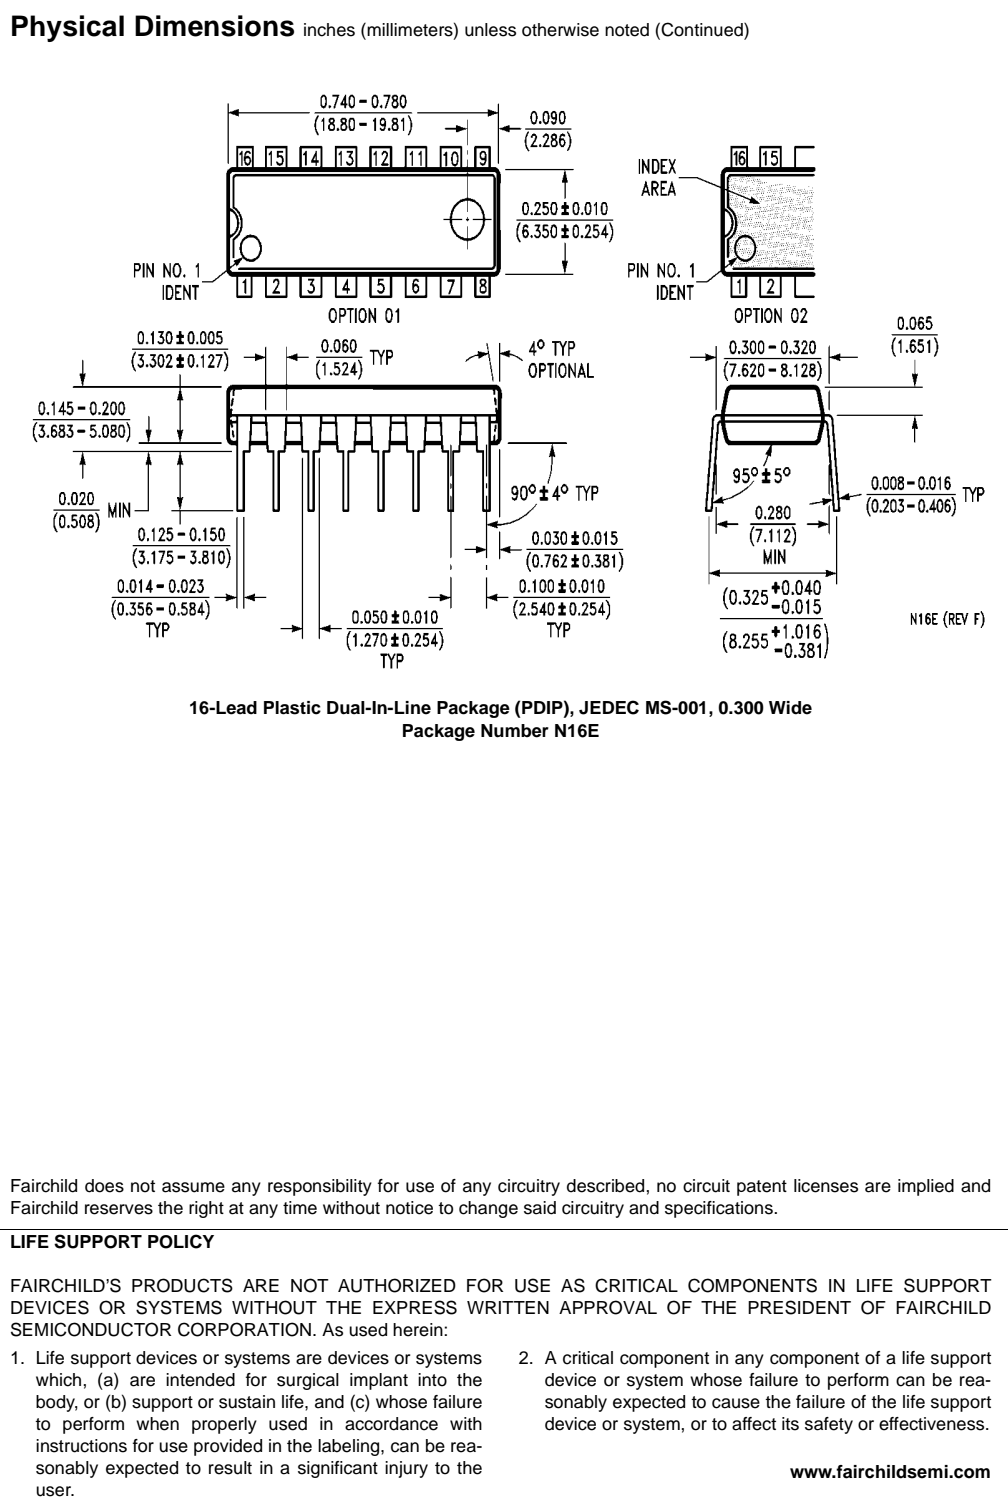 Physical Dimensions inches (millimeters) unless otherwise noted (Continued)
0.740 – 0.780
(18.80 – 19.81)
0.090
(2.286)
16 15 14 13 12 11 10 9
16 15
INDEX
AREA
0.250 ± 0.010
(6.350 ± 0.254)
PIN NO. 1
IDENT
PIN NO. 1
IDENT
1 2 3 4 5 6 7 8
1 2
OPTION 01
OPTION 02
0.130 ± 0.005
(3.302 ± 0.127)
0.060
(1.524)
TYP
4° TYP
OPTIONAL
0.300 – 0.320
(7.620 – 8.128)
0.065
(1.651)
0.145 – 0.200
(3.683 – 5.080)
0.020
(0.508)
MIN
90° ± 4° TYP
95° ± 5°
0.008 – 0.016
(0.203 – 0.406)
TYP
0.280
(7.112)
MIN
0.125 – 0.150
(3.175 – 3.810)
0.030 ± 0.015
(0.762 ± 0.381)
0.014 – 0.023
(0.356 – 0.584)
TYP
0.100 ± 0.010
(2.540 ± 0.254)
TYP
0.050 ± 0.010
(1.270 ± 0.254)
TYP
(0.325 +0.040
–0.015
(8.255 +1.016
–0.381)
N16E (REV F)
16-Lead Plastic Dual-In-Line Package (PDIP), JEDEC MS-001, 0.300 Wide
Package Number N16E
Fairchild does not assume any responsibility for use of any circuitry described, no circuit patent licenses are implied and
Fairchild reserves the right at any time without notice to change said circuitry and specifications.
LIFE SUPPORT POLICY
FAIRCHILD'S PRODUCTS ARE NOT AUTHORIZED FOR USE AS CRITICAL COMPONENTS IN LIFE SUPPORT
DEVICES OR SYSTEMS WITHOUT THE EXPRESS WRITTEN APPROVAL OF THE PRESIDENT OF FAIRCHILD
SEMICONDUCTOR CORPORATION. As used herein:
1. Life support devices or systems are devices or systems
which, (a) are intended for surgical implant into the
body, or (b) support or sustain life, and (c) whose failure
to perform when properly used in accordance with
instructions for use provided in the labeling, can be rea-
sonably expected to result in a significant injury to the
user.
2. A critical component in any component of a life support
device or system whose failure to perform can be rea-
sonably expected to cause the failure of the life support
device or system, or to affect its safety or effectiveness.
www.fairchildsemi.com